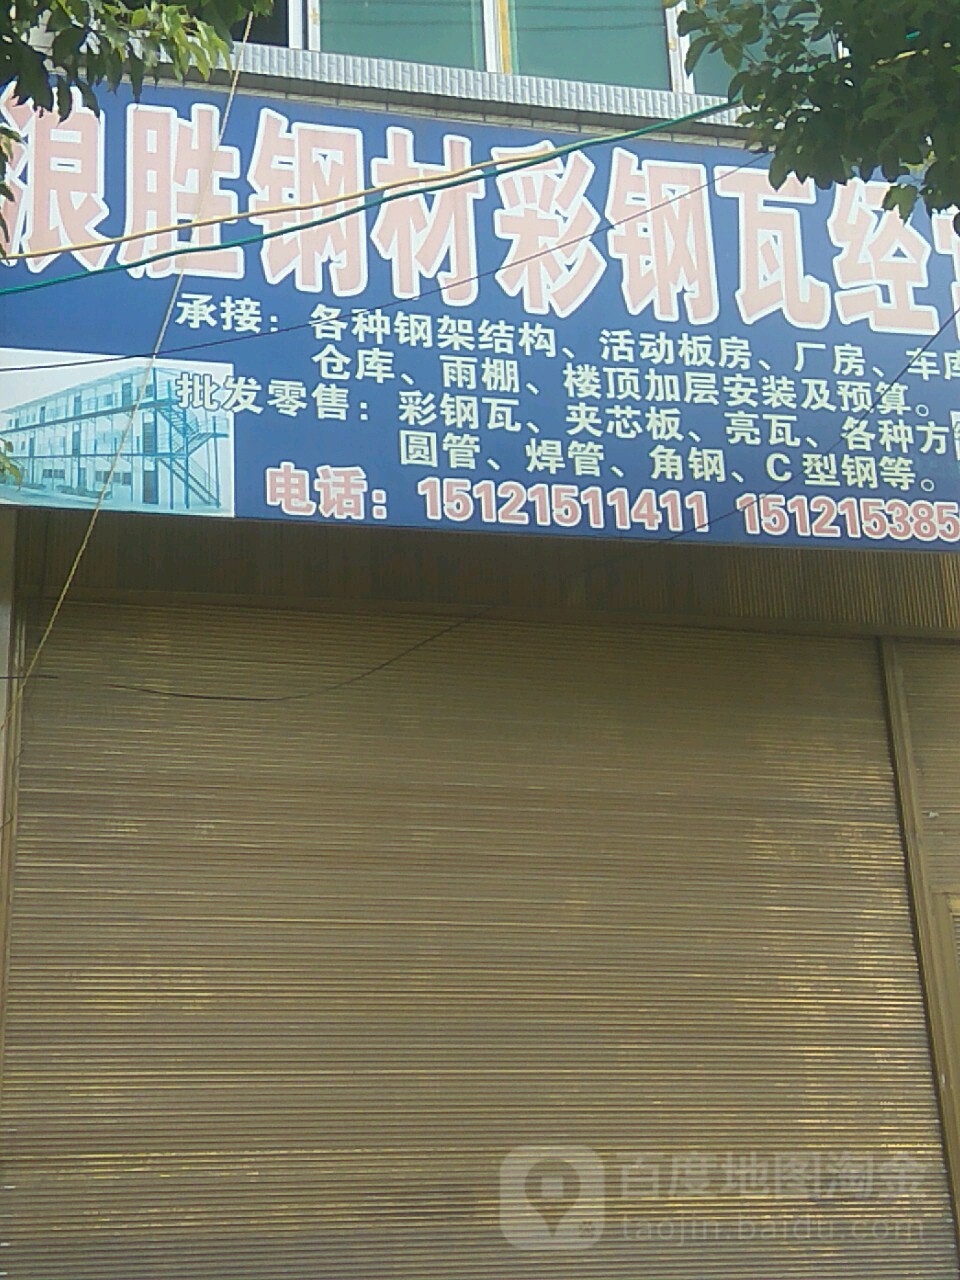 浪胜钢材彩钢瓦经
承接：各种钢架结构、活动板房、厂房、车库
仓库、雨棚、楼顶加层安装及预算。
批发零售：彩钢瓦、夹芯板、亮瓦、各种方
圆管、焊管、角钢、C型钢等。
电话：15121511411 151215385
百度地图淘金
taojin.baidu.com